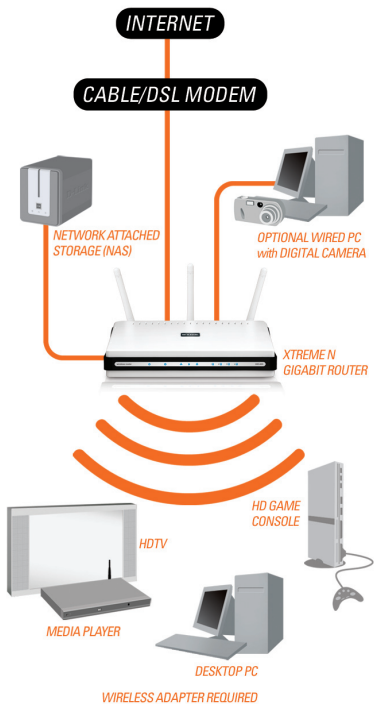 INTERNET
CABLE/DSL MODEM
NETWORK ATTACHED
STORAGE (NAS)
OPTIONAL WIRED PC
with DIGITAL CAMERA
XTREME N
GIGABIT ROUTER
HD GAME
CONSOLE
HDTV
MEDIA PLAYER
DESKTOP PC
WIRELESS ADAPTER REQUIRED